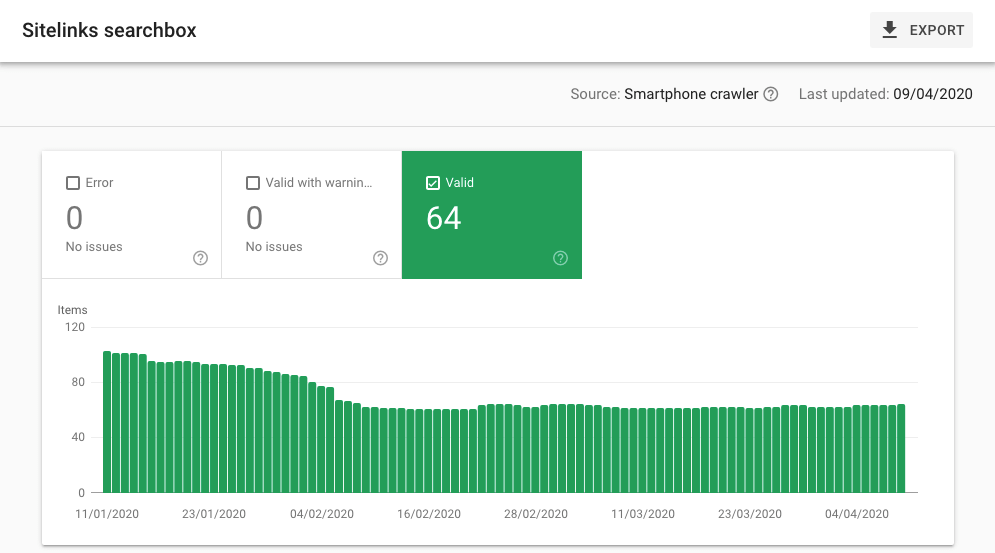 Sitelinks searchbox
EXPORT
Source: Smartphone crawler Last updated: 09/04/2020
Error
0
No issues
Valid with warnin...
0
No issues
Valid
64
Items
120
80
40
0
11/01/2020 23/01/2020 04/02/2020 16/02/2020 28/02/2020 11/03/2020 23/03/2020 04/04/2020